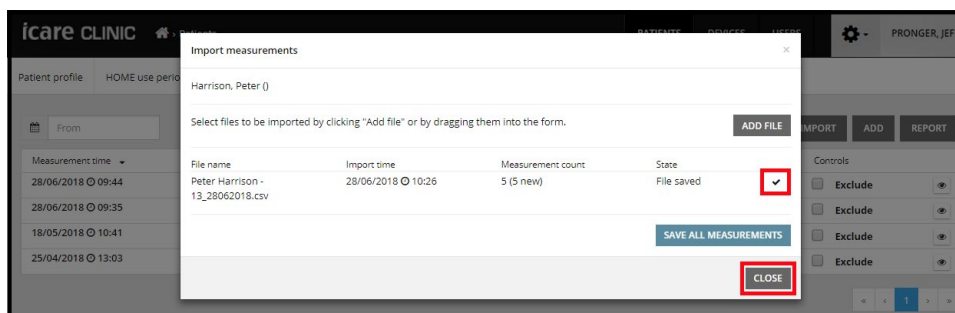 icare CLINIC › Patients PATIENTS DEVICES USERS PRONGER, JEF
Import measurements ×
Patient profile HOME use perio
Harrison, Peter ()
Select files to be imported by clicking "Add file" or by dragging them into the form. ADD FILE
From IMPORT ADD REPORT
Measurement time Controls
File name Import time Measurement count State
28/06/2018 09:44 Exclude
Peter Harrison - 28/06/2018 10:26 5 (5 new) File saved
13_28062018.csv
28/06/2018 09:35 Exclude
18/05/2018 10:41 Exclude
SAVE ALL MEASUREMENTS
25/04/2018 13:03 Exclude
CLOSE
« ‹ 1 › »